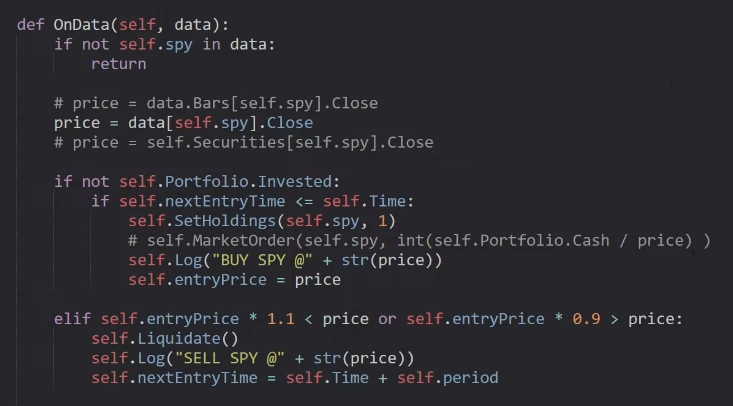 def OnData(self, data):
    if not self.spy in data:
        return

    # price = data.Bars[self.spy].Close
    price = data[self.spy].Close
    # price = self.Securities[self.spy].Close

    if not self.Portfolio.Invested:
        if self.nextEntryTime <= self.Time:
            self.SetHoldings(self.spy, 1)
            # self.MarketOrder(self.spy, int(self.Portfolio.Cash / price) )
            self.Log("BUY SPY @" + str(price))
            self.entryPrice = price

    elif self.entryPrice * 1.1 < price or self.entryPrice * 0.9 > price:
        self.Liquidate()
        self.Log("SELL SPY @" + str(price))
        self.nextEntryTime = self.Time + self.period